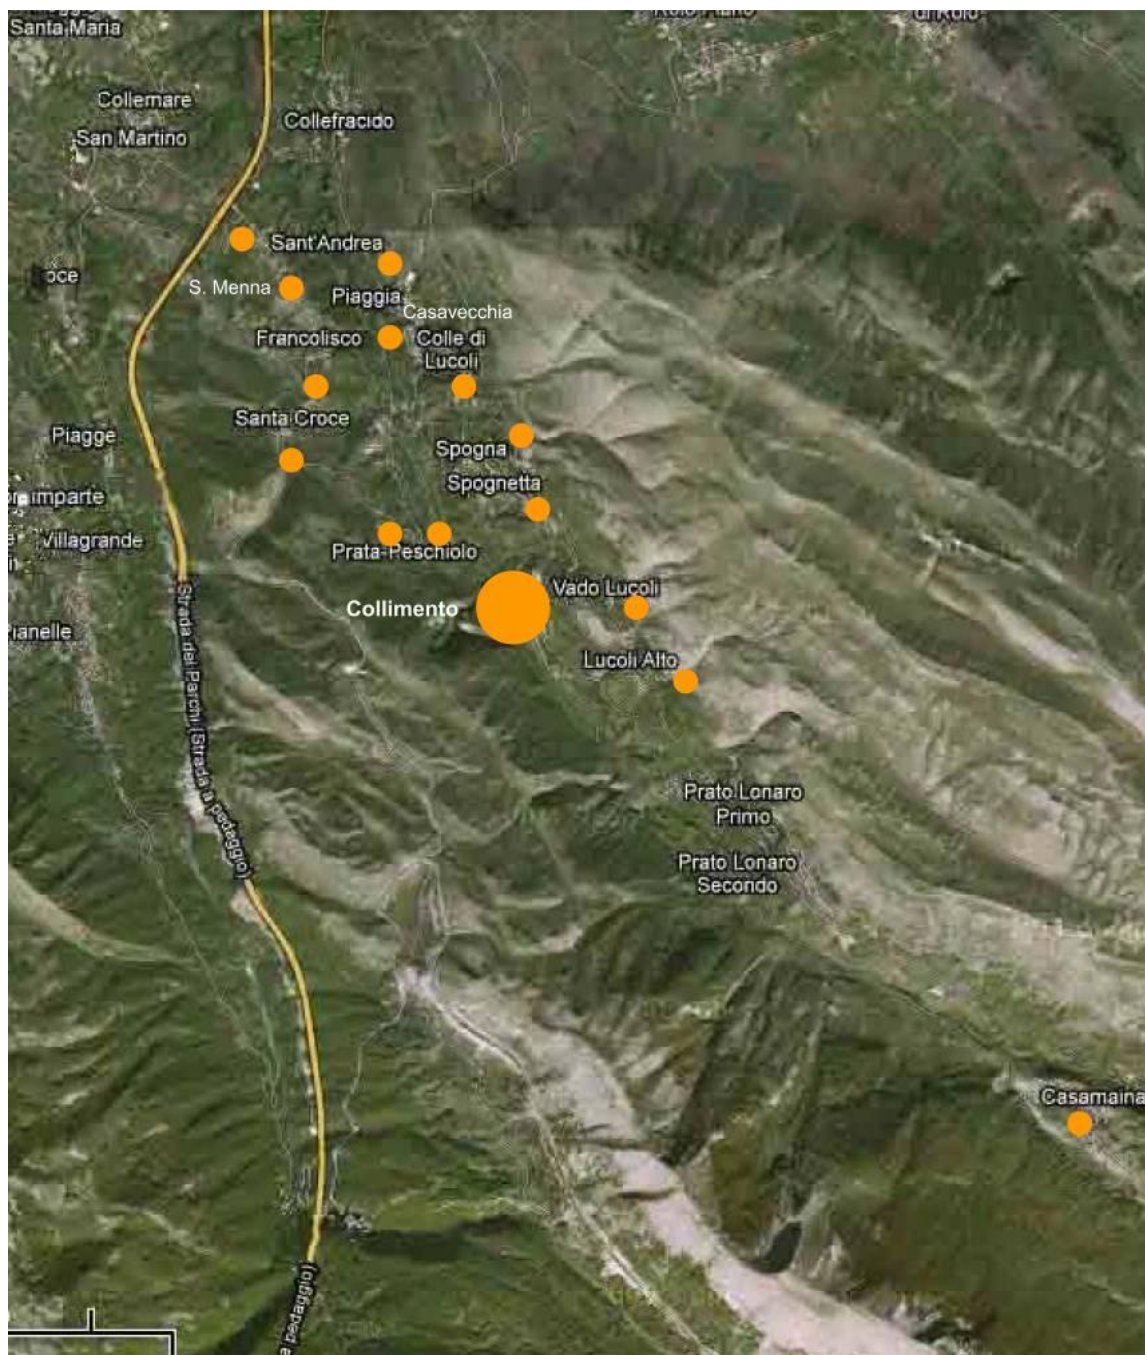 Santa Maria
Collemare
Collefracido
San Martino
Sant'Andrea
S. Menna
Piaggia
Casavecchia
Francolisco
Colle di
Lucoli
Santa Croce
Piagge
Spogna
Spognetta
Villagrande
Prata-Peschiolo
Vado Lucoli
Collimento
Pianelle
Lucoli Alto
Strada dei Parchi (Strada a pedaggio)
Prato Lonaro
Primo
Prato Lonaro
Secondo
Casamaina
a pedaggio)